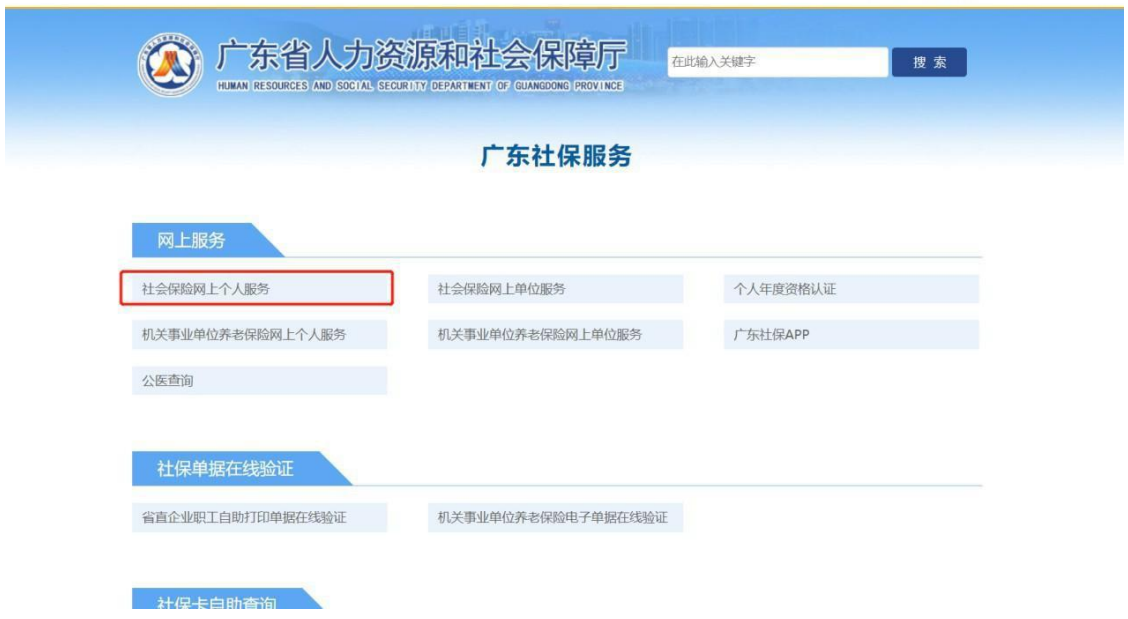 广东省人力资源和社会保障厅
HUMAN RESOURCES AND SOCIAL SECURITY DEPARTMENT OF GUANGDONG PROVINCE
在此输入关键字 搜 索
广东社保服务
网上服务
社会保险网上个人服务 社会保险网上单位服务 个人年度资格认证
机关事业单位养老保险网上个人服务 机关事业单位养老保险网上单位服务 广东社保APP
公医查询
社保单据在线验证
省直企业职工自助打印单据在线验证 机关事业单位养老保险电子单据在线验证
社保卡自助查询